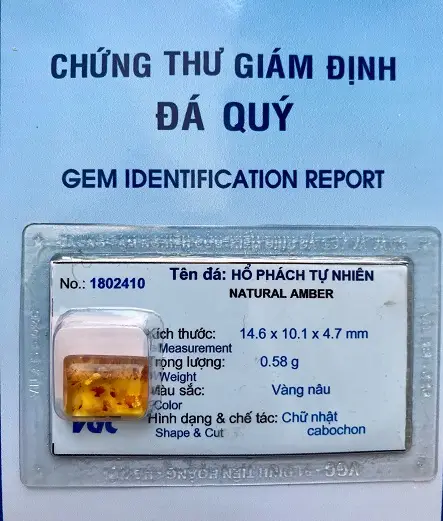 CHỨNG THƯ GIÁM ĐỊNH
ĐÁ QUÝ
GEM IDENTIFICATION REPORT
No.: 1802410
Tên đá: HỔ PHÁCH TỰ NHIÊN
NATURAL AMBER
Kích thước: 14.6 x 10.1 x 4.7 mm
Measurement
Trọng lượng: 0.58 g
Weight
Màu sắc: Vàng nâu
Color
Hình dạng & chế tác: Chữ nhật
Shape & Cut cabochon
VGC